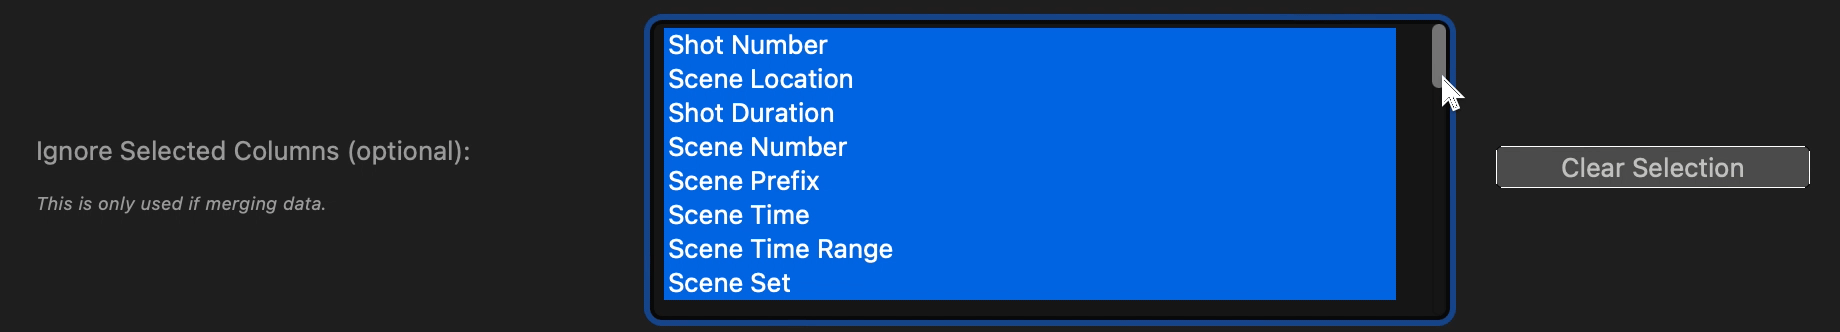 Ignore Selected Columns (optional):
This is only used if merging data.
Shot Number
Scene Location
Shot Duration
Scene Number
Scene Prefix
Scene Time
Scene Time Range
Scene Set
Clear Selection